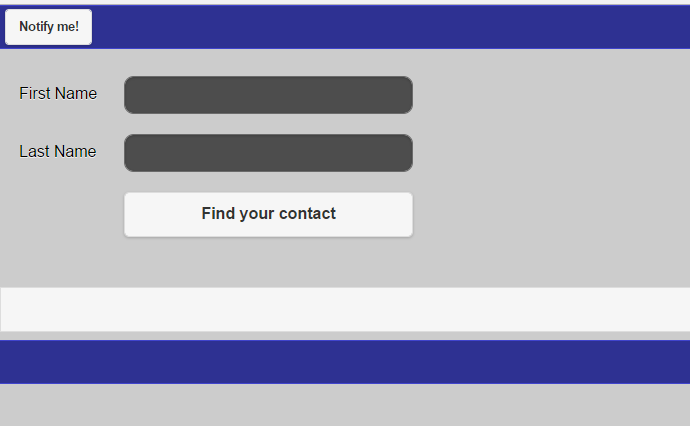 Notify me!
First Name
Last Name
Find your contact